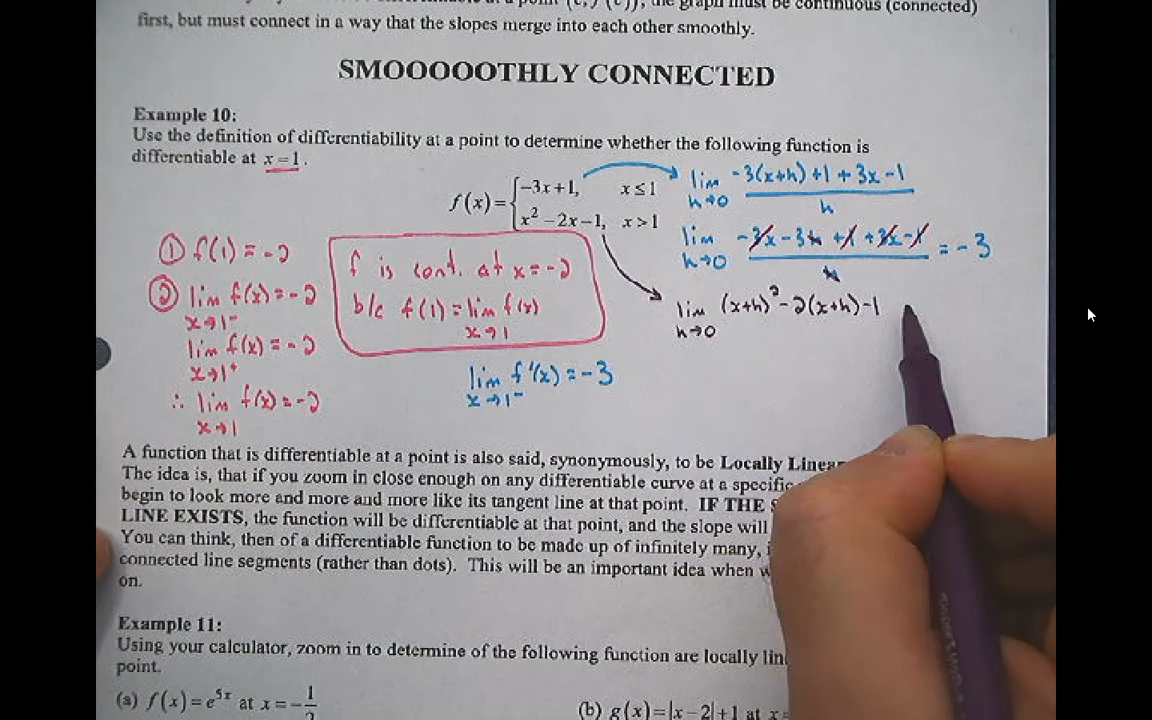 the graph must be continuous (connected)
first, but must connect in a way that the slopes merge into each other smoothly.
SMOOOOOTHLY CONNECTED
Example 10:
Use the definition of differentiability at a point to determine whether the following function is
differentiable at x = 1.
f(x) = { -3x+1, x ≤ 1
x² - 2x - 1, x > 1
lim h→0 -3(x+h)+1+3x-1 / h
lim h→0 -3x-3h+1+3x-1 / h = -3
lim h→0 (x+h)² - 2(x+h) - 1
① f(1) = -2
② lim x→1⁻ f(x) = -2
lim x→1⁺ f(x) = -2
∴ lim x→1 f(x) = -2
f is cont. at x = -2
b/c f(1) = lim x→1 f(x)
lim x→1⁻ f'(x) = -3
A function that is differentiable at a point is also said, synonymously, to be Locally Linear
The idea is, that if you zoom in close enough on any differentiable curve at a specific
begin to look more and more and more like its tangent line at that point. IF THE
LINE EXISTS, the function will be differentiable at that point, and the slope will
You can think, then of a differentiable function to be made up of infinitely many,
connected line segments (rather than dots). This will be an important idea when
on.
Example 11:
Using your calculator, zoom in to determine of the following function are locally
point.
(a) f(x) = e⁵ˣ at x = -1/2
(b) g(x) = |x-2|+1 at x =